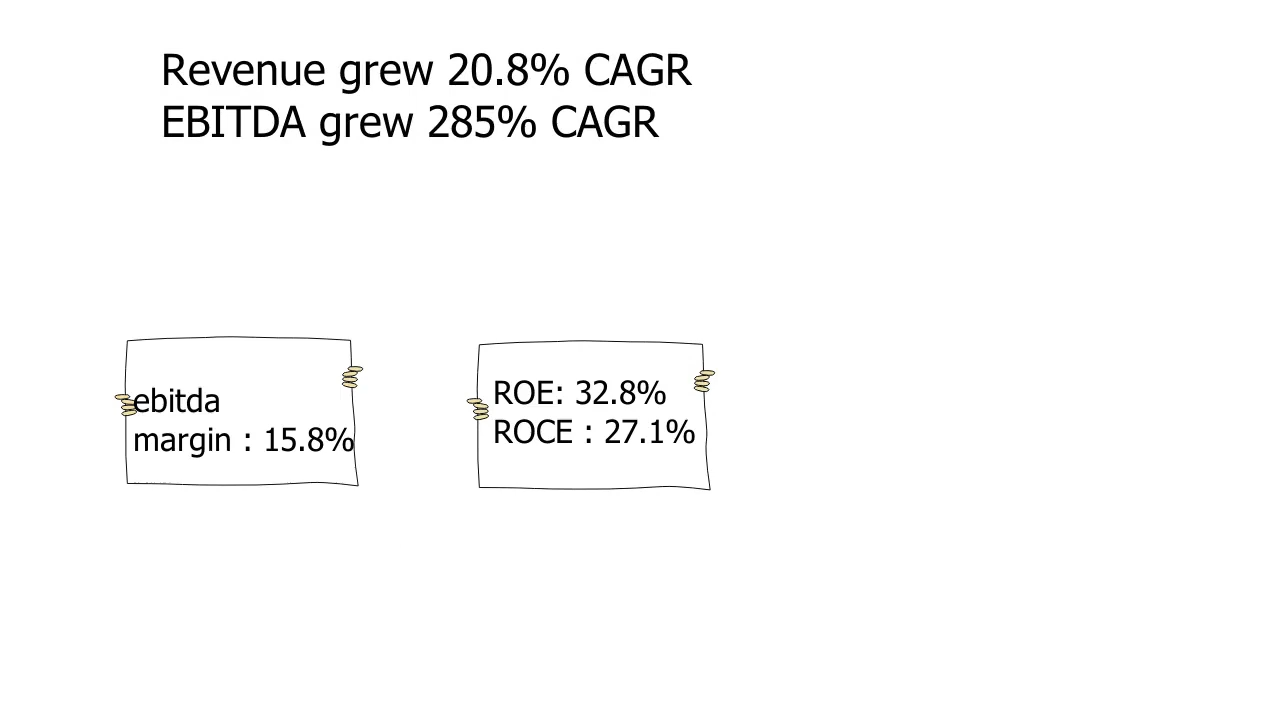 Revenue grew 20.8% CAGR
EBITDA grew 285% CAGR
ebitda
margin : 15.8%
ROE: 32.8%
ROCE : 27.1%